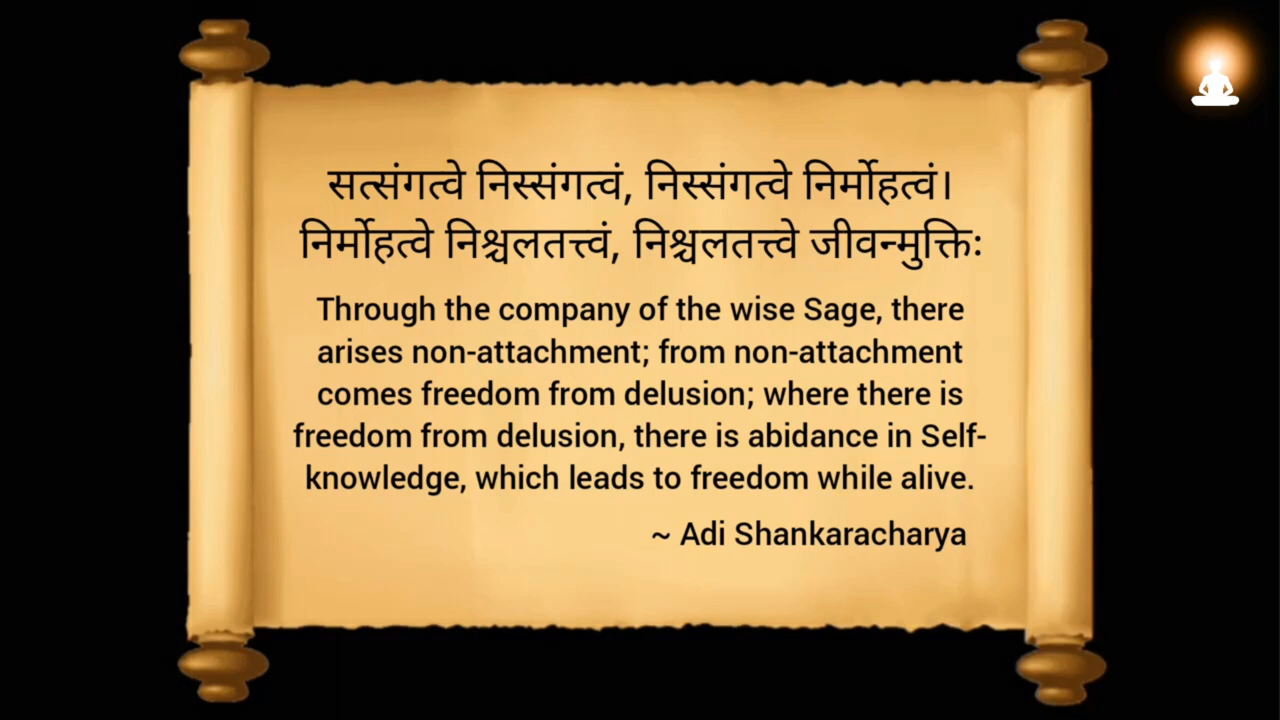 सत्संगत्वे निस्संगत्वं, निस्संगत्वे निर्मोहत्वं।
निर्मोहत्वे निश्चलतत्त्वं, निश्चलतत्त्वे जीवन्मुक्तिः
Through the company of the wise Sage, there
arises non-attachment; from non-attachment
comes freedom from delusion; where there is
freedom from delusion, there is abidance in Self-
knowledge, which leads to freedom while alive.
~ Adi Shankaracharya